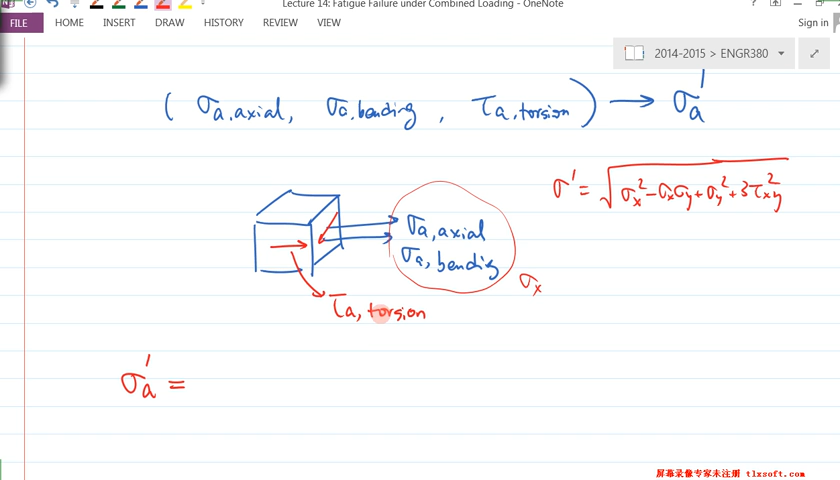 Lecture 14: Fatigue Failure under Combined Loading - OneNote
FILE HOME INSERT DRAW HISTORY REVIEW VIEW Sign in
2014-2015 > ENGR380
( σa,axial, σa,bending, τa,torsion ) → σa'
σ' = √(σx² - σxσy + σy² + 3τxy²)
σa,axial
σa,bending
σx
τa,torsion
σa' =
屏幕录像专家未注册 tlxsoft.com